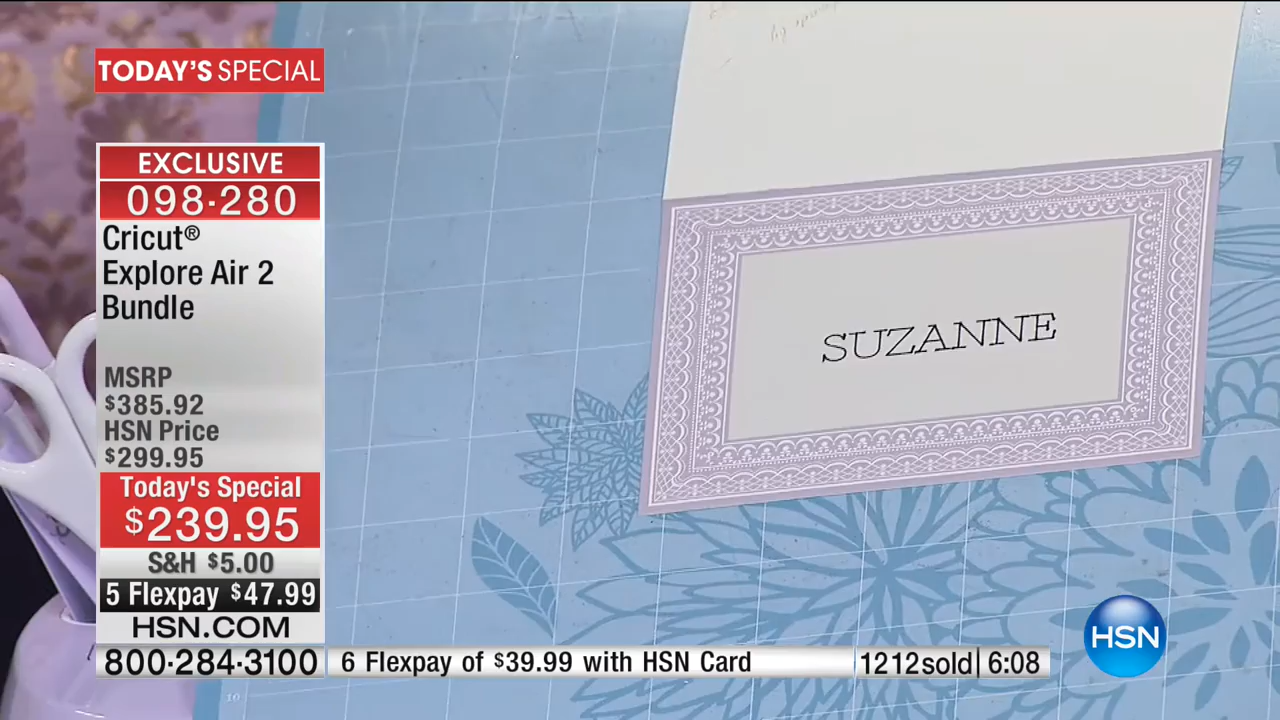 TODAY'S SPECIAL
EXCLUSIVE
098-280
Cricut®
Explore Air 2
Bundle
MSRP
$385.92
HSN Price
$299.95
Today's Special
$239.95
S&H $5.00
5 Flexpay $47.99
HSN.COM
800-284-3100
6 Flexpay of $39.99 with HSN Card
1212sold
6:08
SUZANNE
HSN
10